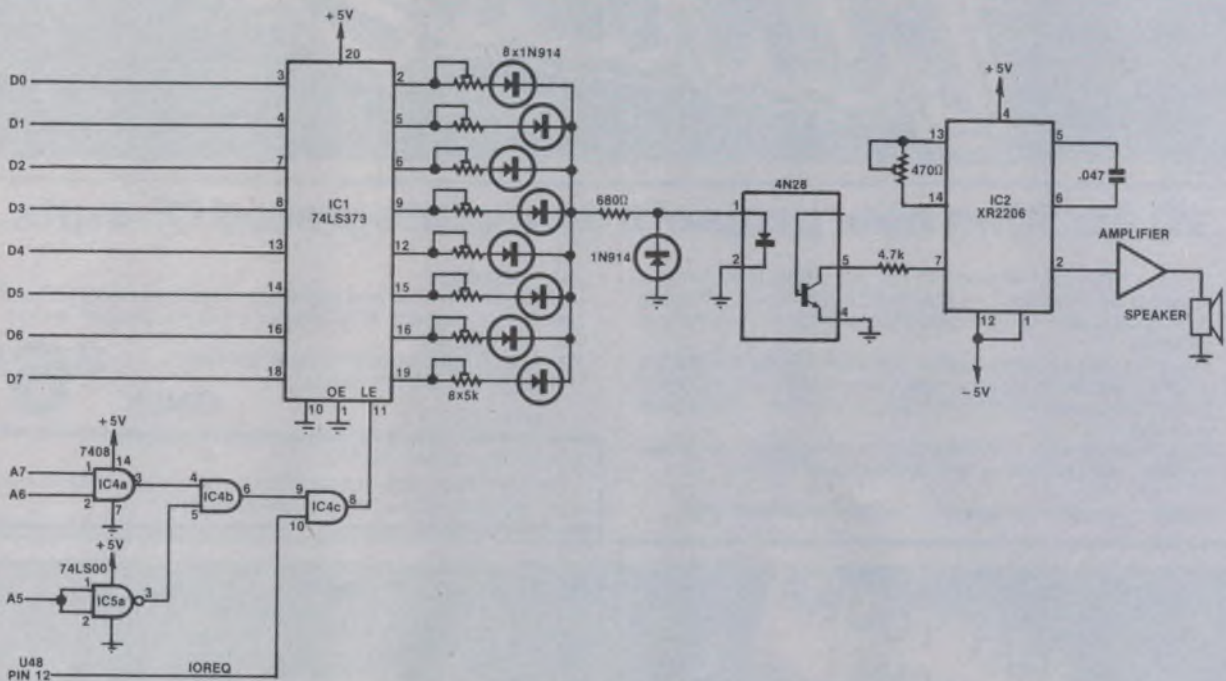 +5V
20
8x1N914
D0 3 2
D1 4 5
D2 7 6
D3 8 9
D4 13 12
D5 14 15
D6 16 16
D7 18 19
IC1
74LS373
8x5k
OE LE
10 1 11
680Ω
1N914
4N28
1
2
5
4
4.7k
+5V
4
13 5
470Ω
.047
14 6
IC2
XR2206
7 2
12 1
-5V
AMPLIFIER
SPEAKER
+5V
7408
14
A7 1
IC4a 3
A6 2
7
4
IC4b 6
5
9
IC4c 8
10
+5V
74LS00
1
A5 IC5a 3
2
U48
PIN 12 IOREQ